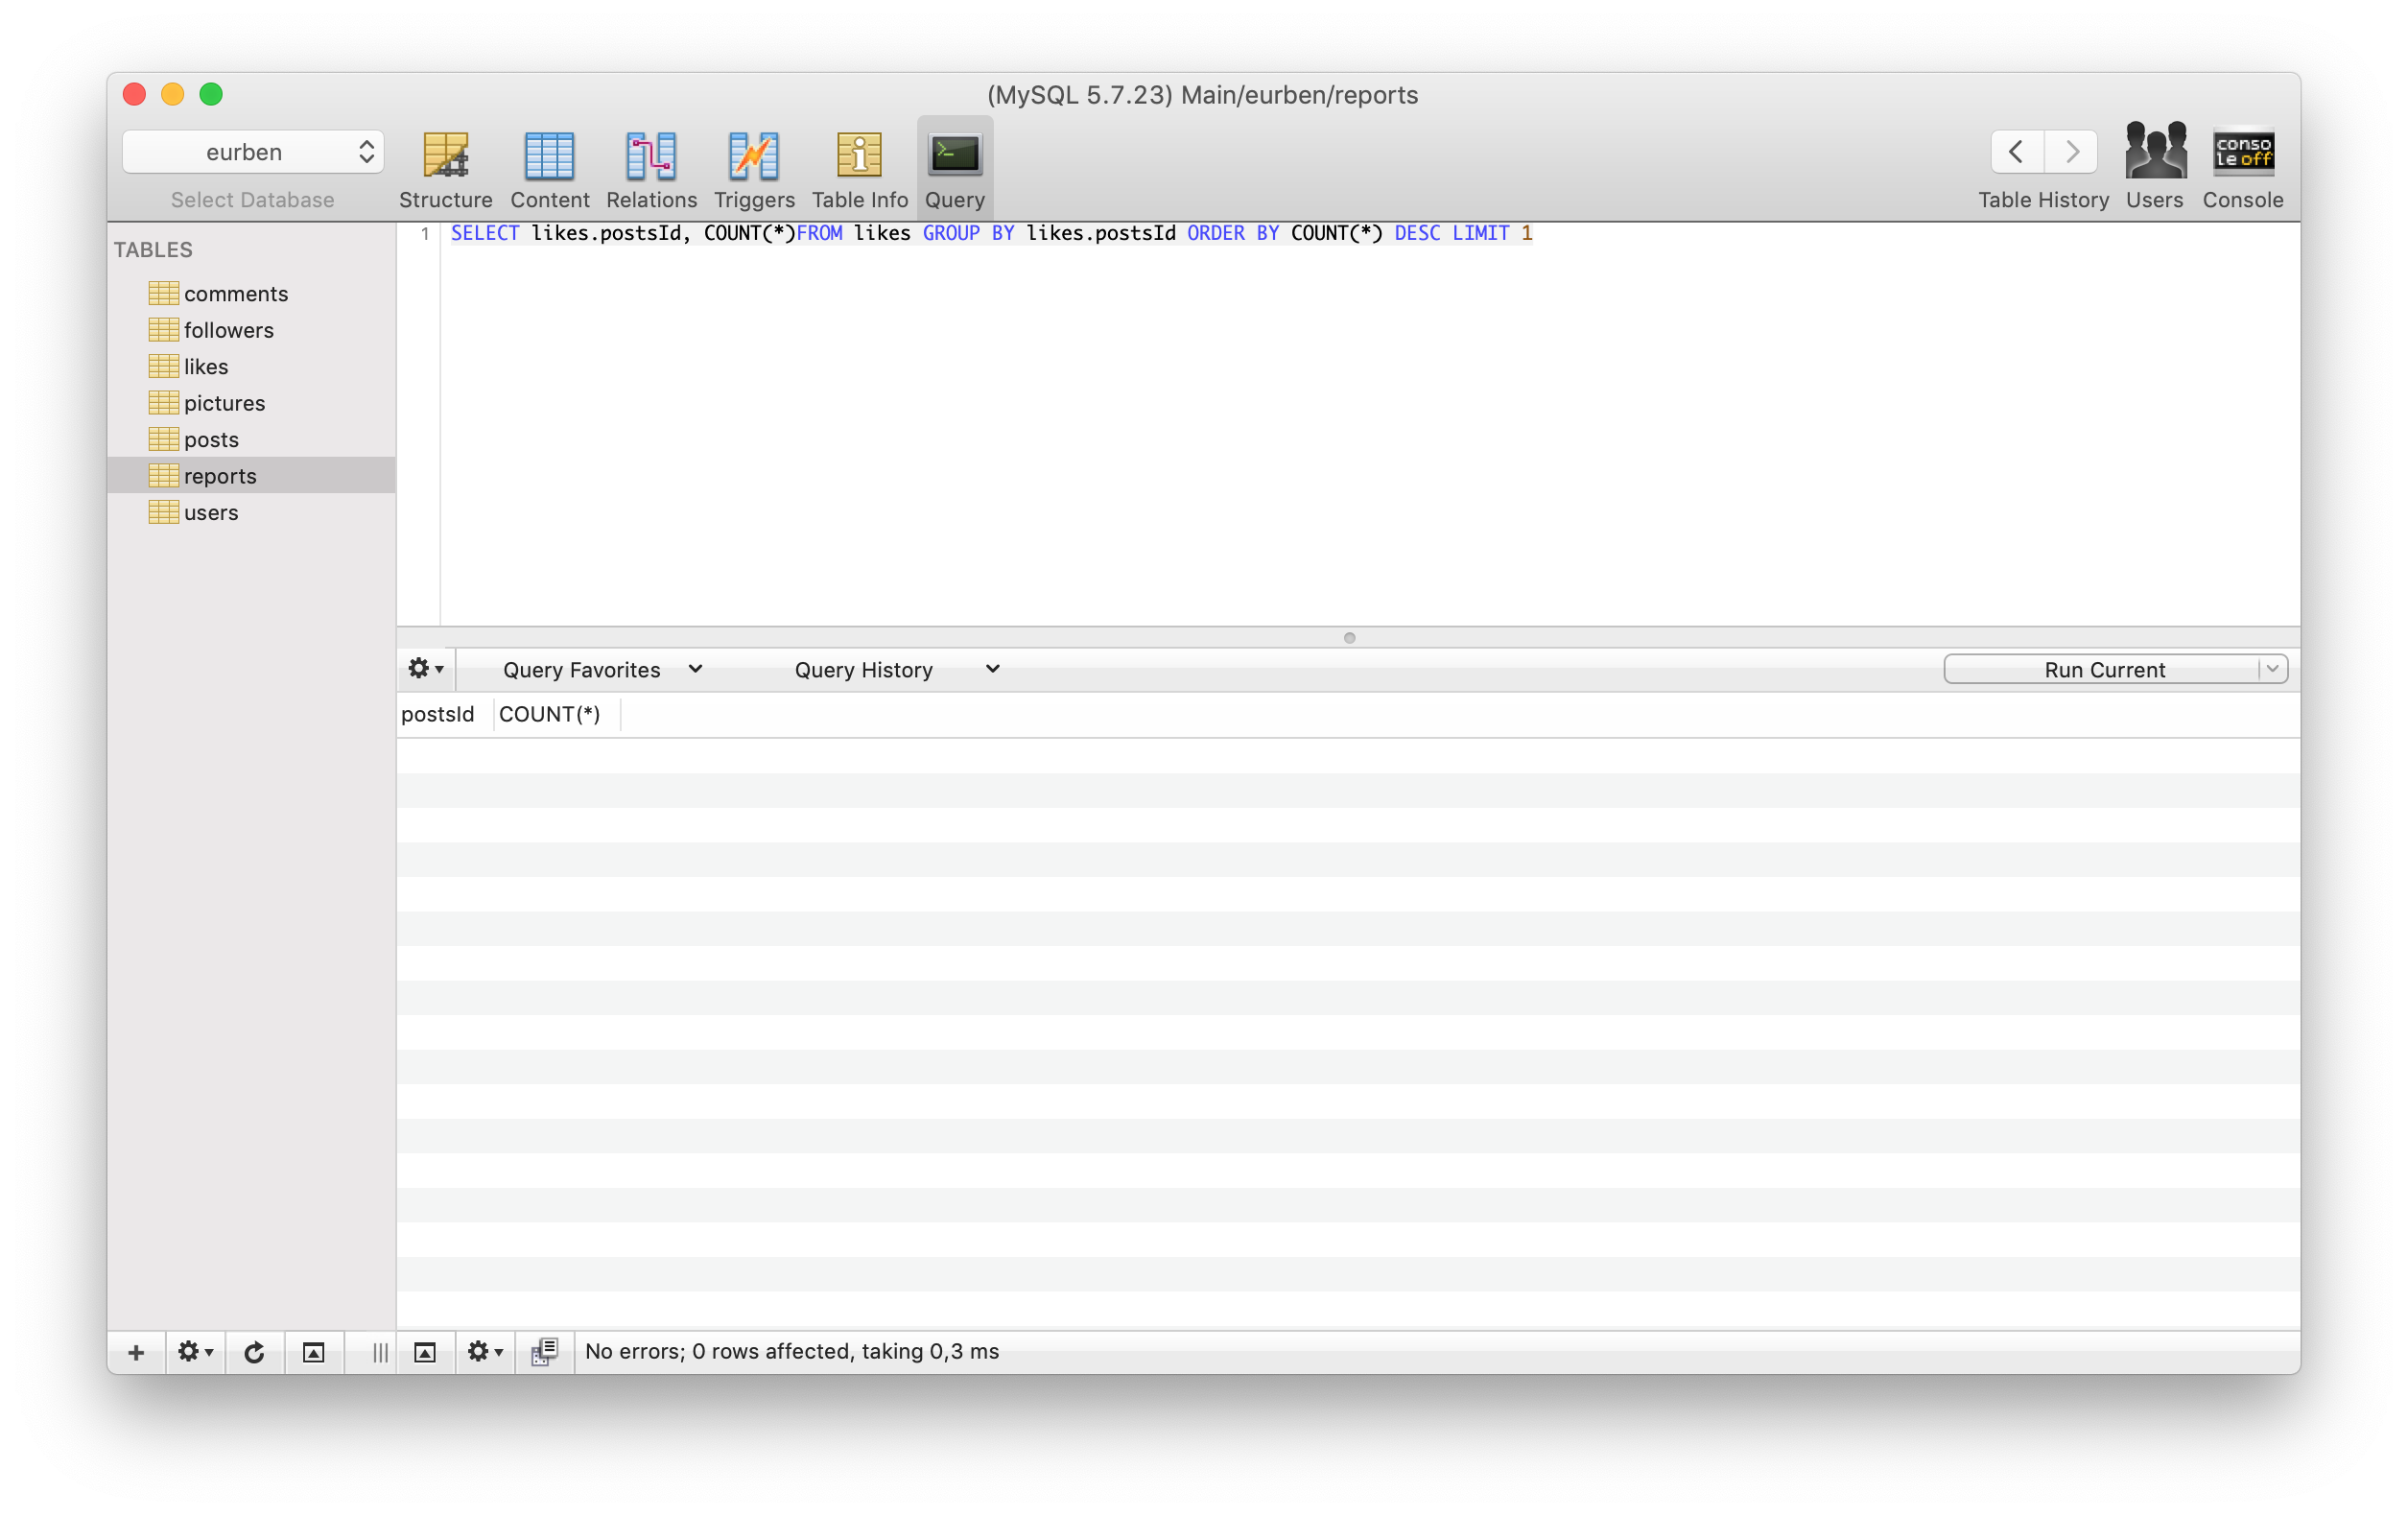 (MySQL 5.7.23) Main/eurben/reports
eurben
Select Database
Structure
Content
Relations
Triggers
Table Info
Query
Table History
Users
conso
le off
Console
TABLES
comments
followers
likes
pictures
posts
reports
users
1 SELECT likes.postsId, COUNT(*)FROM likes GROUP BY likes.postsId ORDER BY COUNT(*) DESC LIMIT 1
Query Favorites
Query History
Run Current
postsId COUNT(*)
No errors; 0 rows affected, taking 0,3 ms